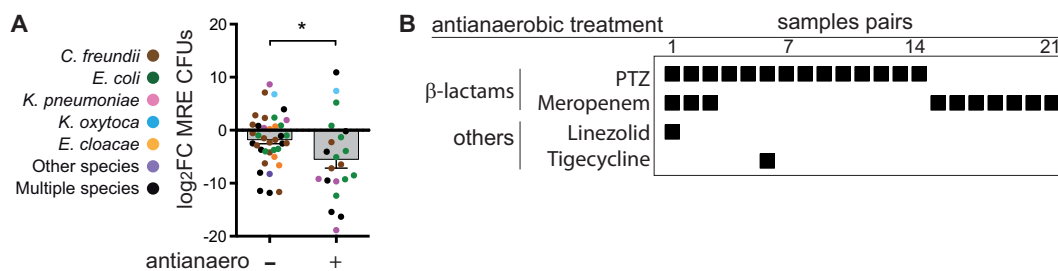 A
C. freundii
E. coli
K. pneumoniae
K. oxytoca
E. cloacae
Other species
Multiple species
log2FC MRE CFUs
20
10
0
-10
-20
*
antianaero – +
B
antianaerobic treatment samples pairs
1 7 14 21
β-lactams
PTZ
Meropenem
others
Linezolid
Tigecycline